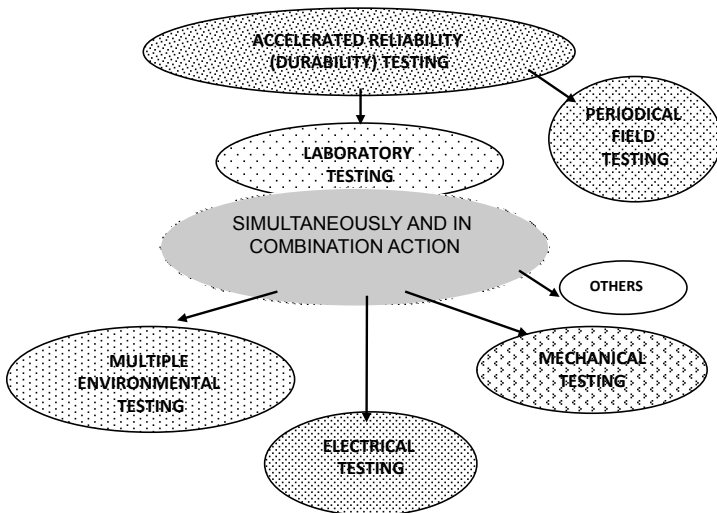 ACCELERATED RELIABILITY
(DURABILITY) TESTING
PERIODICAL
FIELD
TESTING
LABORATORY
TESTING
SIMULTANEOUSLY AND IN
COMBINATION ACTION
OTHERS
MULTIPLE
ENVIRONMENTAL
TESTING
MECHANICAL
TESTING
ELECTRICAL
TESTING